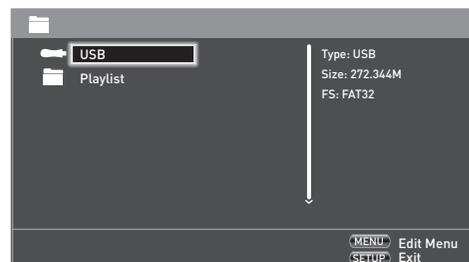 USB
Playlist
Type: USB
Size: 272.344M
FS: FAT32
MENU Edit Menu
SETUP Exit